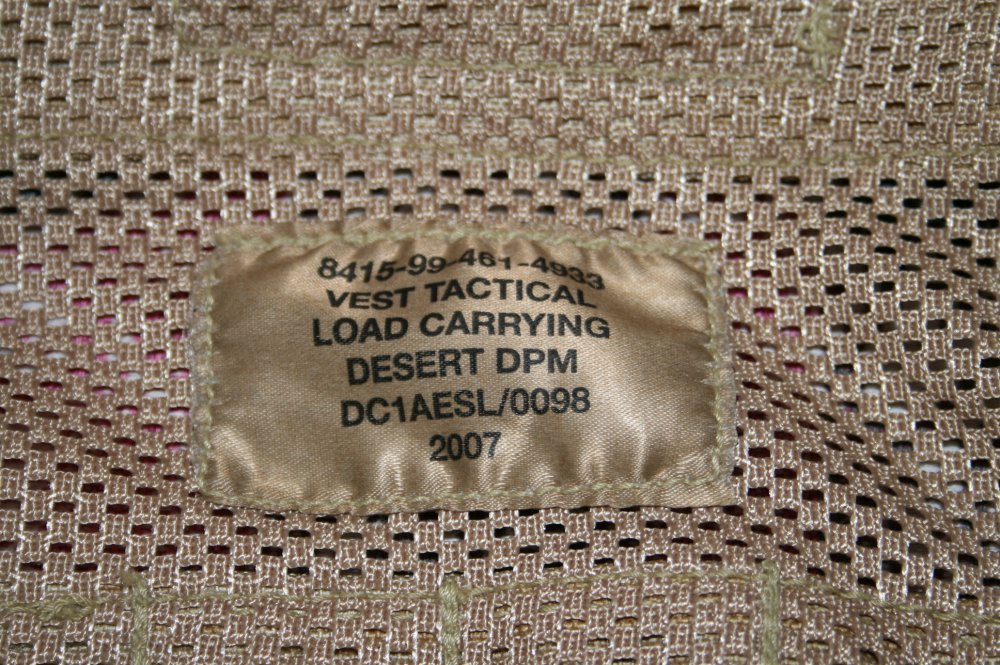 8415-99-461-4933
VEST TACTICAL
LOAD CARRYING
DESERT DPM
DC1AESL/0098
2007